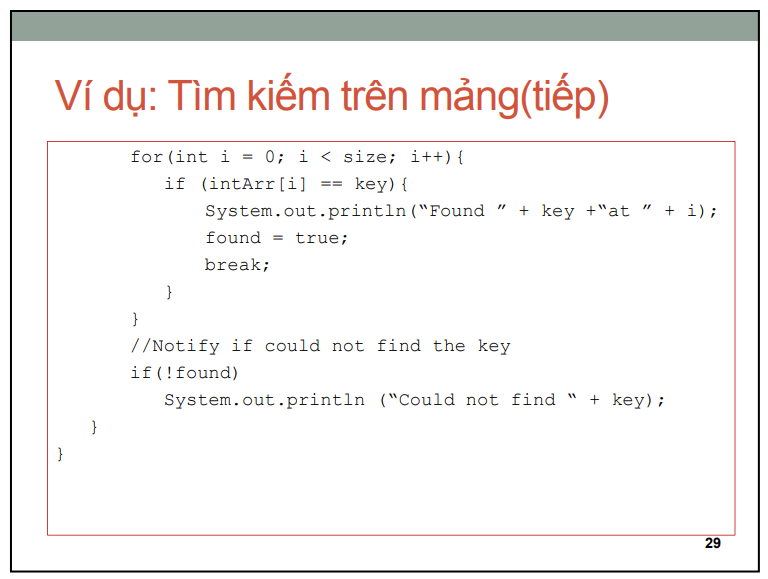 Ví dụ: Tìm kiếm trên mảng(tiếp)
for(int i = 0; i < size; i++){
if (intArr[i] == key){
System.out.println(“Found ” + key +“at ” + i);
found = true;
break;
}
}
//Notify if could not find the key
if(!found)
System.out.println (“Could not find “ + key);
}
}
29